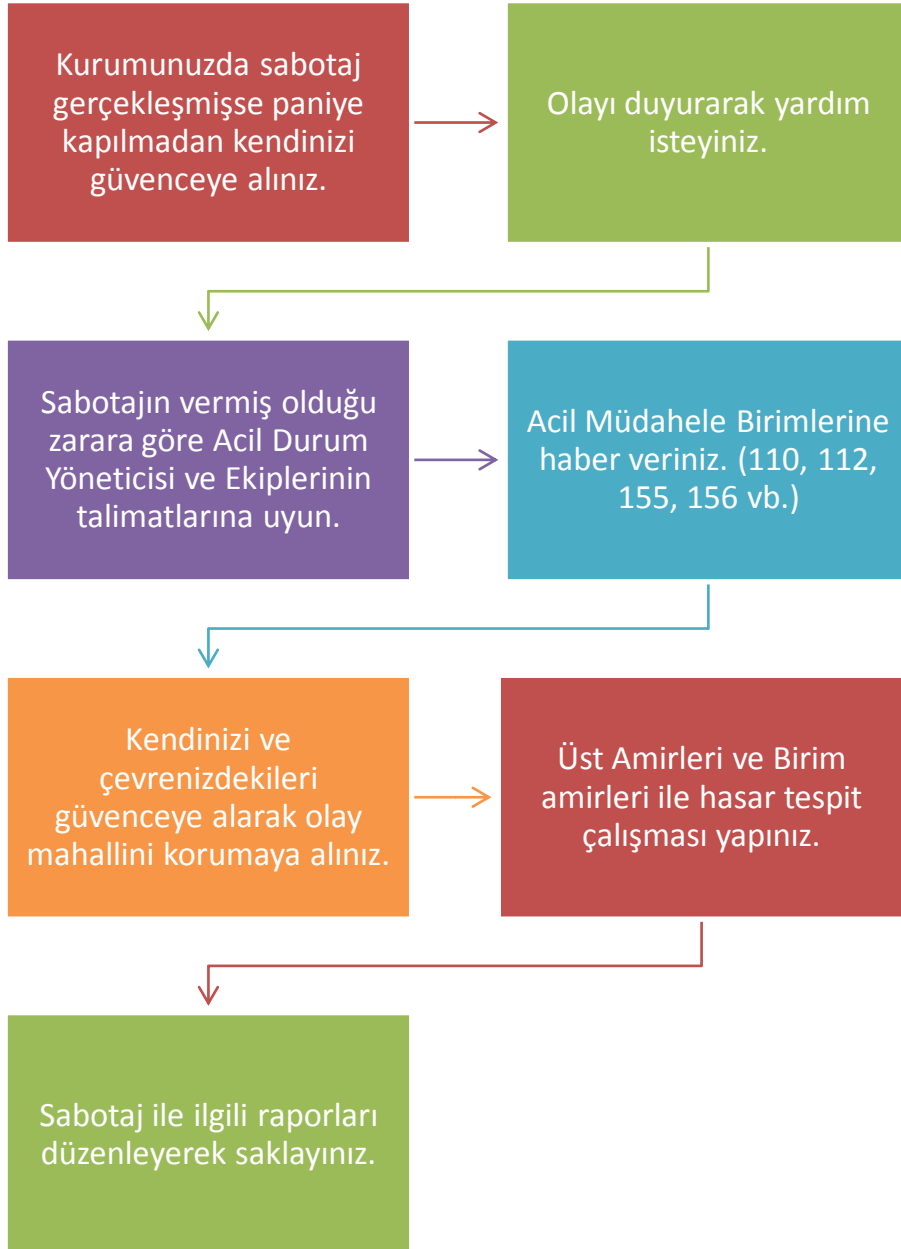 Kurumunuzda sabotaj
gerçekleşmişse paniye
kapılmadan kendinizi
güvenceye alınız.
Olayı duyurarak yardım
isteyiniz.
Sabotajın vermiş olduğu
zarara göre Acil Durum
Yöneticisi ve Ekiplerinin
talimatlarına uyun.
Acil Müdahele Birimlerine
haber veriniz. (110, 112,
155, 156 vb.)
Kendinizi ve
çevrenizdekileri
güvenceye alarak olay
mahallini korumaya alınız.
Üst Amirleri ve Birim
amirleri ile hasar tespit
çalışması yapınız.
Sabotaj ile ilgili raporları
düzenleyerek saklayınız.